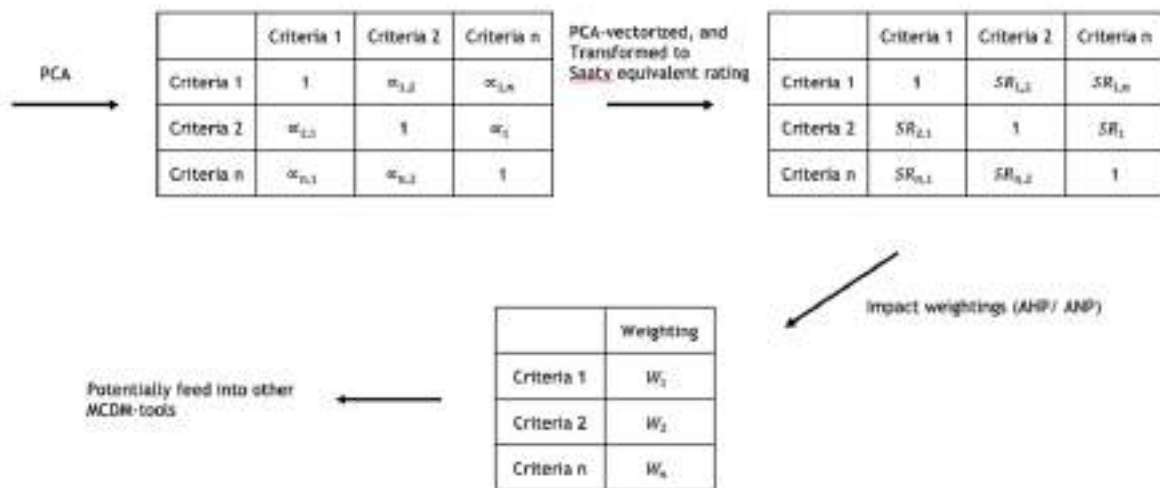 PCA
Criteria 1 Criteria 2 Criteria n
Criteria 1 1
Criteria 2 1
Criteria n 1
PCA-vectorized, and
Transformed to
Saaty equivalent rating
Criteria 1 Criteria 2 Criteria n
Criteria 1 1
Criteria 2 1
Criteria n 1
Impact weightings (AHP/ ANP)
Weighting
Criteria 1 W₁
Criteria 2 W₂
Criteria n
Potentially feed into other
MCDM-tools